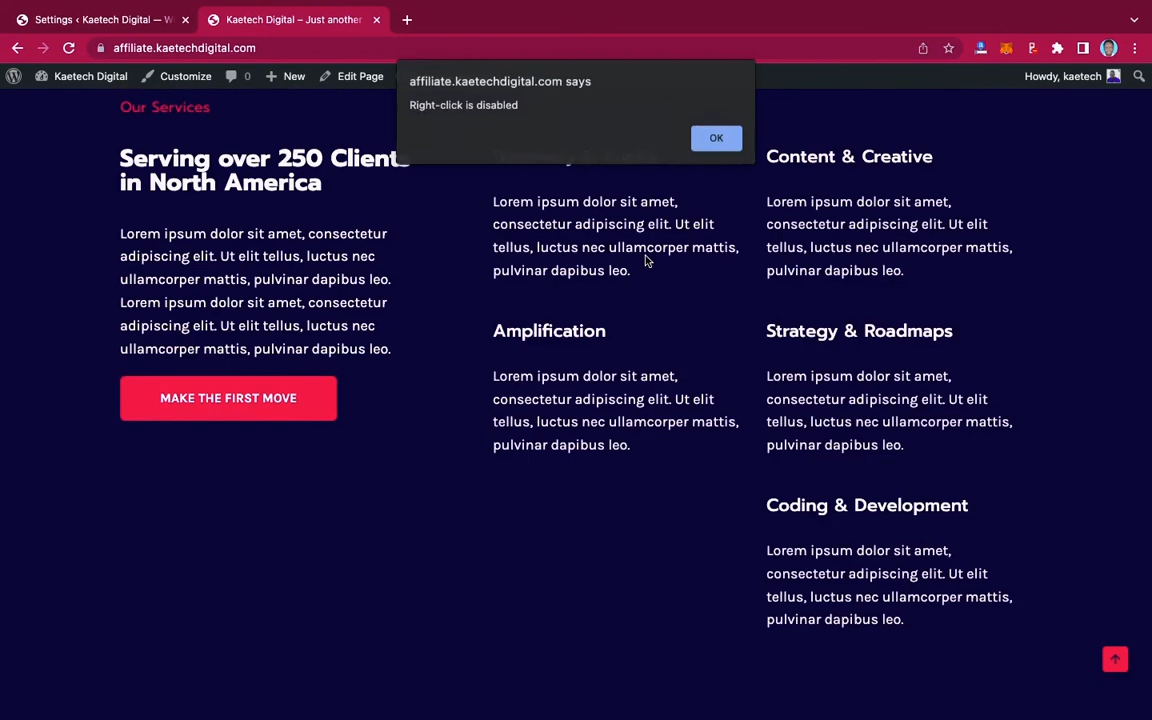 Settings ‹ Kaetech Digital — W
Kaetech Digital – Just another
affiliate.kaetechdigital.com
Kaetech Digital
Customize
0
New
Edit Page
Howdy, kaetech
affiliate.kaetechdigital.com says
Right-click is disabled
OK
Our Services
Serving over 250 Clients
in North America
Lorem ipsum dolor sit amet, consectetur
adipiscing elit. Ut elit tellus, luctus nec
ullamcorper mattis, pulvinar dapibus leo.
Lorem ipsum dolor sit amet, consectetur
adipiscing elit. Ut elit tellus, luctus nec
ullamcorper mattis, pulvinar dapibus leo.
MAKE THE FIRST MOVE
Lorem ipsum dolor sit amet,
consectetur adipiscing elit. Ut elit
tellus, luctus nec ullamcorper mattis,
pulvinar dapibus leo.
Amplification
Lorem ipsum dolor sit amet,
consectetur adipiscing elit. Ut elit
tellus, luctus nec ullamcorper mattis,
pulvinar dapibus leo.
Content & Creative
Lorem ipsum dolor sit amet,
consectetur adipiscing elit. Ut elit
tellus, luctus nec ullamcorper mattis,
pulvinar dapibus leo.
Strategy & Roadmaps
Lorem ipsum dolor sit amet,
consectetur adipiscing elit. Ut elit
tellus, luctus nec ullamcorper mattis,
pulvinar dapibus leo.
Coding & Development
Lorem ipsum dolor sit amet,
consectetur adipiscing elit. Ut elit
tellus, luctus nec ullamcorper mattis,
pulvinar dapibus leo.